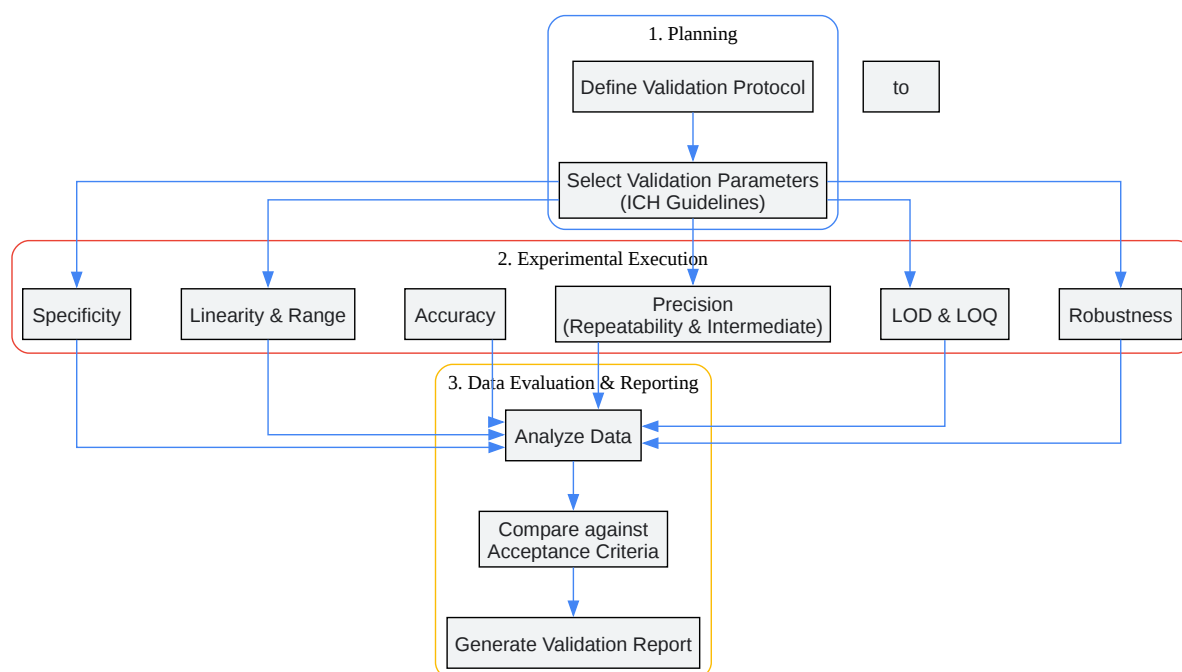 1. Planning
Define Validation Protocol
to
Select Validation Parameters
(ICH Guidelines)
2. Experimental Execution
Specificity
Linearity & Range
Accuracy
Precision
(Repeatability & Intermediate)
LOD & LOQ
Robustness
3. Data Evaluation & Reporting
Analyze Data
Compare against
Acceptance Criteria
Generate Validation Report